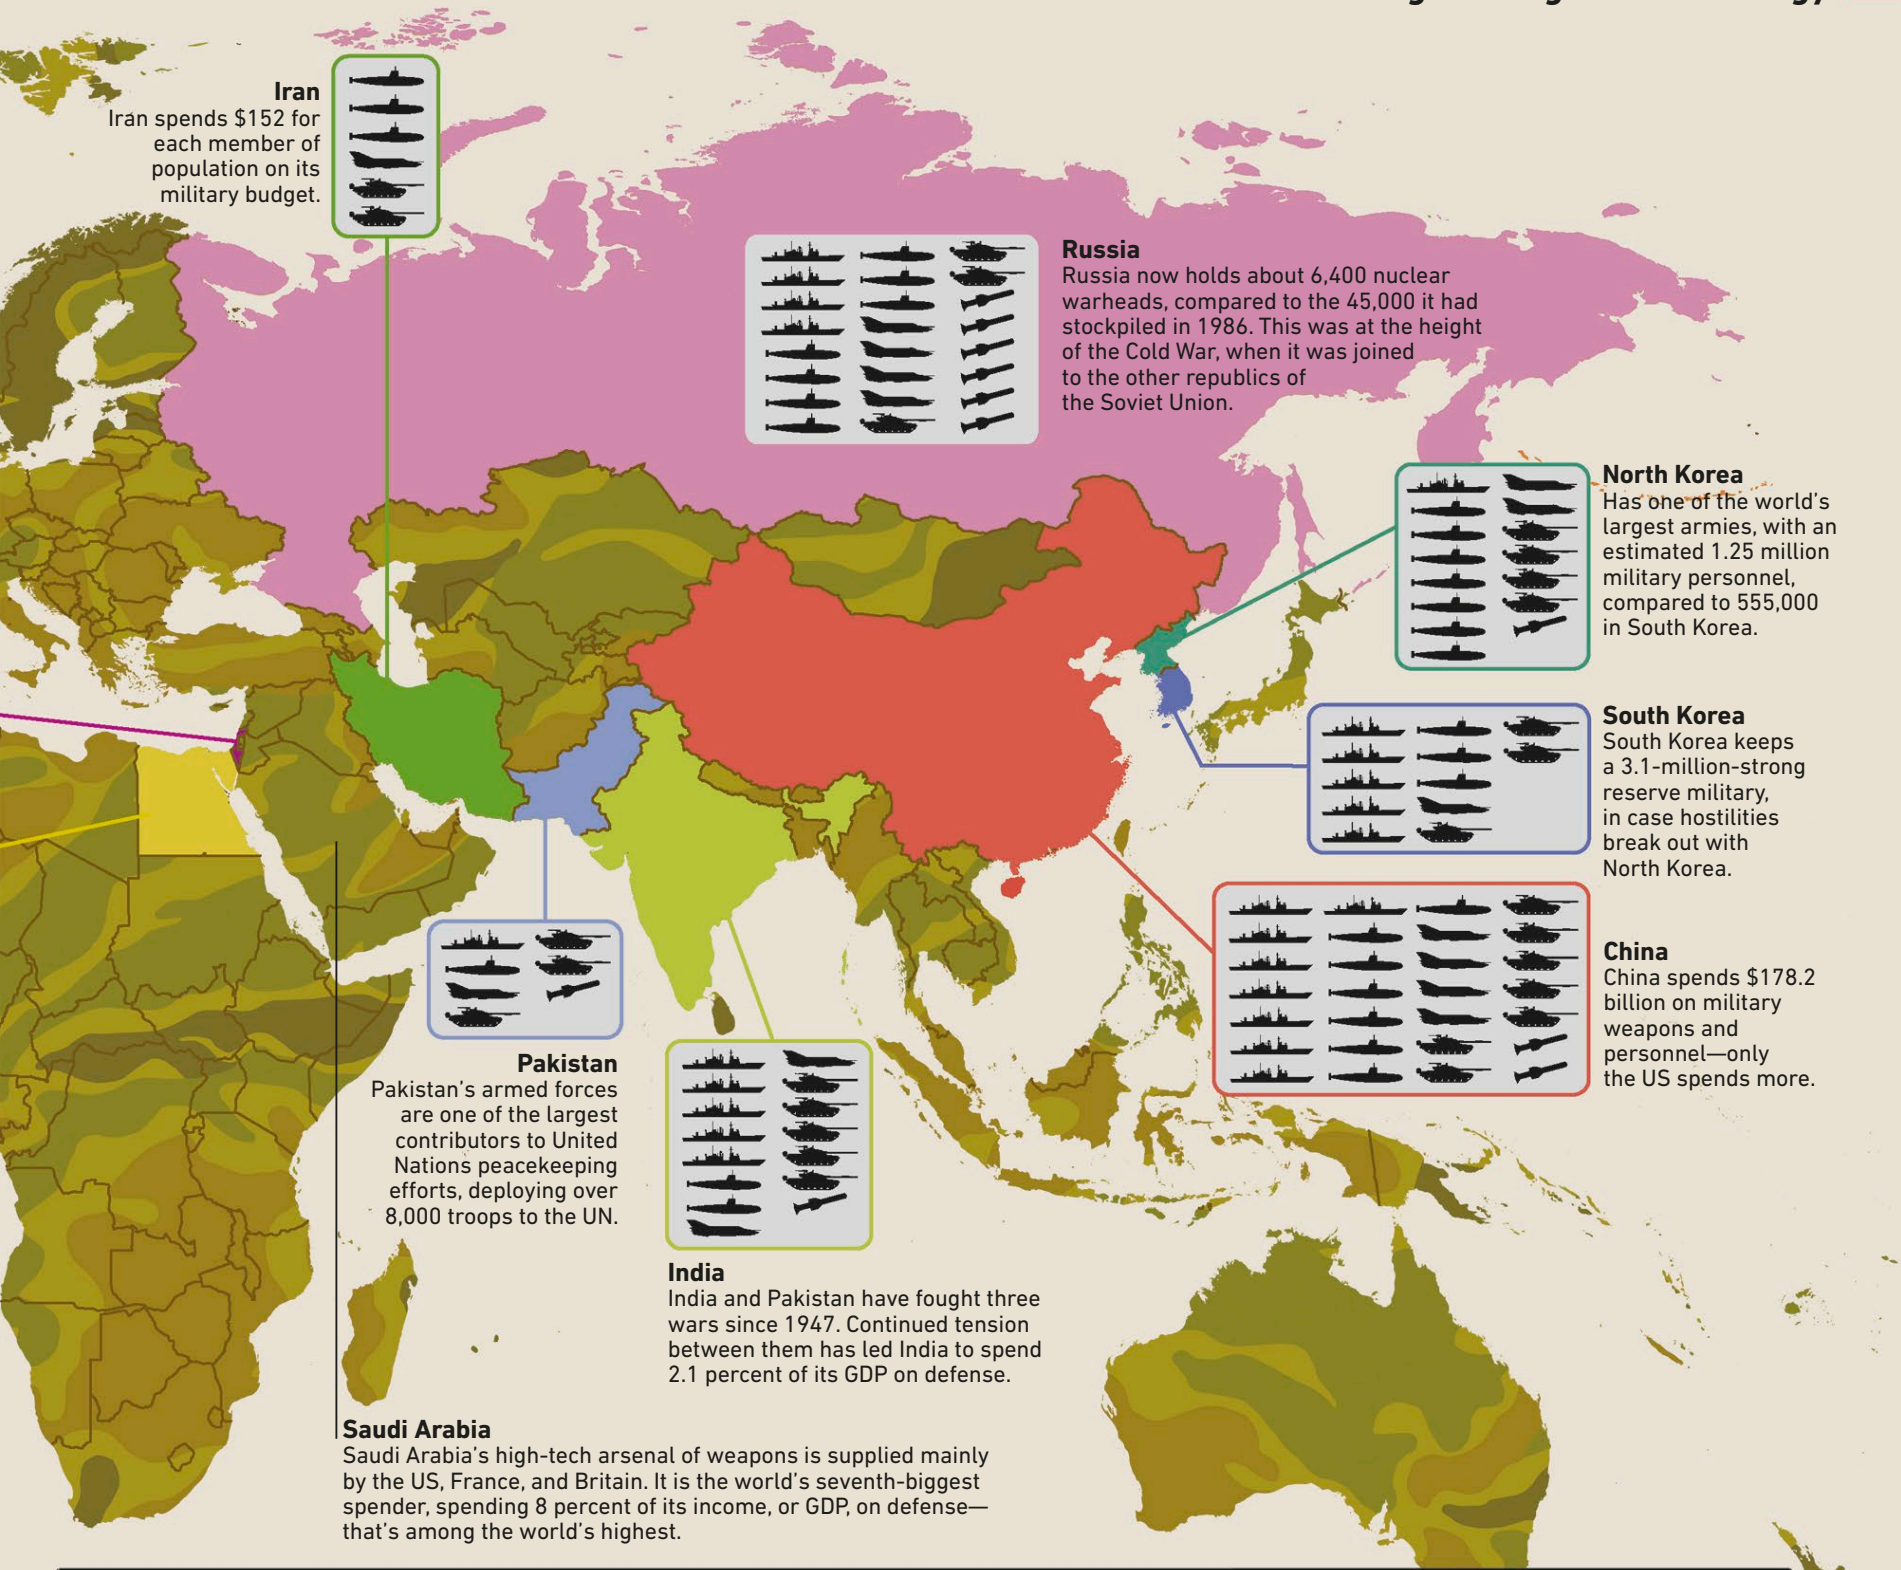 Iran
Iran spends $152 for
each member of
population on its
military budget.
Russia
Russia now holds about 6,400 nuclear
warheads, compared to the 45,000 it had
stockpiled in 1986. This was at the height
of the Cold War, when it was joined
to the other republics of
the Soviet Union.
North Korea
Has one of the world's
largest armies, with an
estimated 1.25 million
military personnel,
compared to 555,000
in South Korea.
South Korea
South Korea keeps
a 3.1-million-strong
reserve military,
in case hostilities
break out with
North Korea.
China
China spends $178.2
billion on military
weapons and
personnel—only
the US spends more.
Pakistan
Pakistan's armed forces
are one of the largest
contributors to United
Nations peacekeeping
efforts, deploying over
8,000 troops to the UN.
India
India and Pakistan have fought three
wars since 1947. Continued tension
between them has led India to spend
2.1 percent of its GDP on defense.
Saudi Arabia
Saudi Arabia's high-tech arsenal of weapons is supplied mainly
by the US, France, and Britain. It is the world's seventh-biggest
spender, spending 8 percent of its income, or GDP, on defense—
that's among the world's highest.